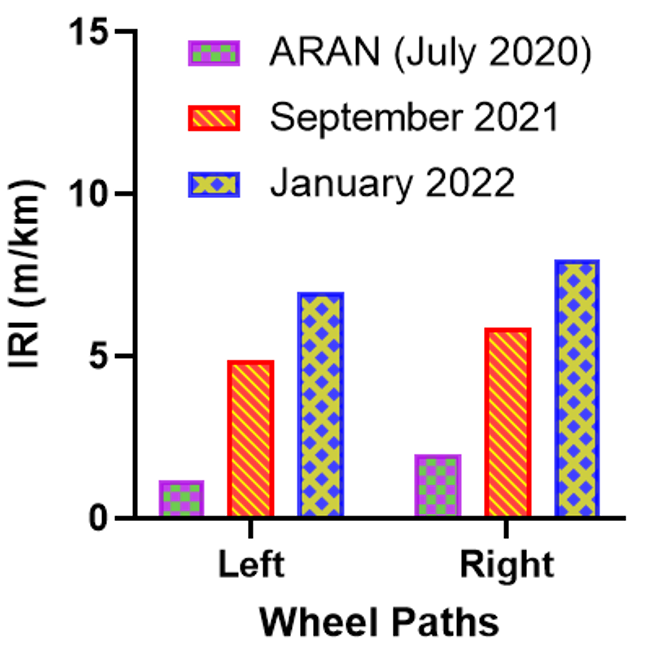 15
ARAN (July 2020)
September 2021
10
January 2022
IRI (m/km)
5
0
Left Right
Wheel Paths